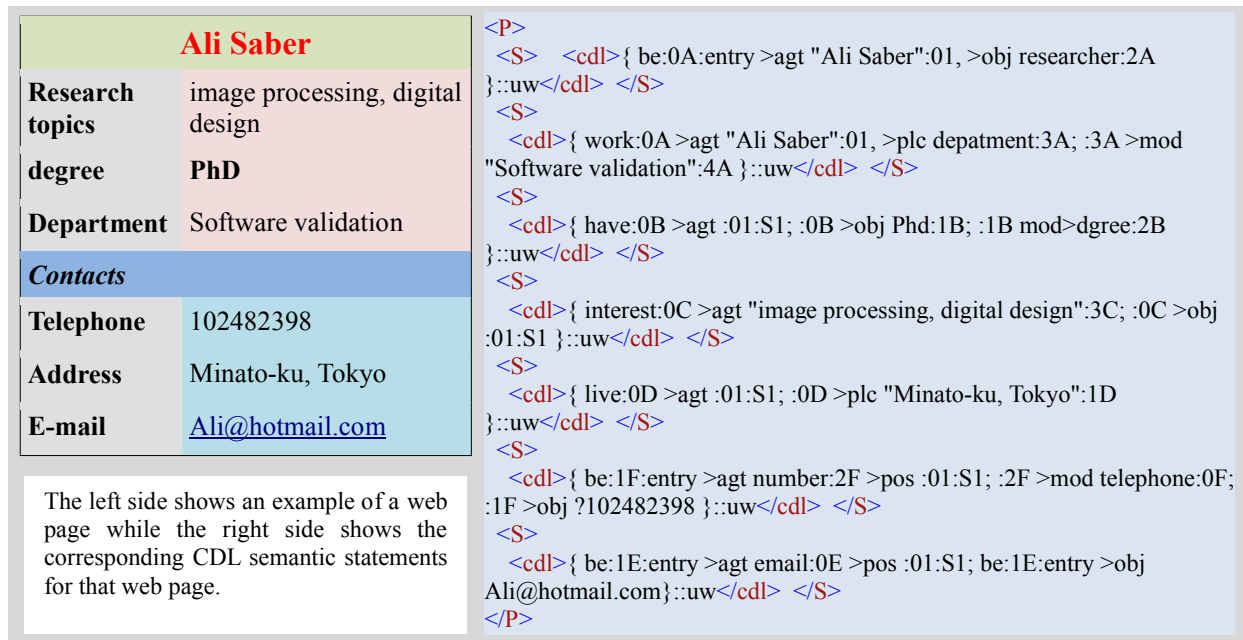 Ali Saber
Research topics
image processing, digital design
degree
PhD
Department
Software validation
Contacts
Telephone
102482398
Address
Minato-ku, Tokyo
E-mail
Ali@hotmail.com
The left side shows an example of a web
page while the right side shows the
corresponding CDL semantic statements
for that web page.
<P>
<S> <cdl>{ be:0A:entry >agt "Ali Saber":01, >obj researcher:2A
}::uw</cdl> </S>
<S>
<cdl>{ work:0A >agt "Ali Saber":01, >plc depatment:3A; :3A >mod
"Software validation":4A }::uw</cdl> </S>
<S>
<cdl>{ have:0B >agt :01:S1; :0B >obj Phd:1B; :1B mod>dgree:2B
}::uw</cdl> </S>
<S>
<cdl>{ interest:0C >agt "image processing, digital design":3C; :0C >obj
:01:S1 }::uw</cdl> </S>
<S>
<cdl>{ live:0D >agt :01:S1; :0D >plc "Minato-ku, Tokyo":1D
}::uw</cdl> </S>
<S>
<cdl>{ be:1F:entry >agt number:2F >pos :01:S1; :2F >mod telephone:0F;
:1F >obj ?102482398 }::uw</cdl> </S>
<S>
<cdl>{ be:1E:entry >agt email:0E >pos :01:S1; be:1E:entry >obj
Ali@hotmail.com}::uw</cdl> </S>
</P>